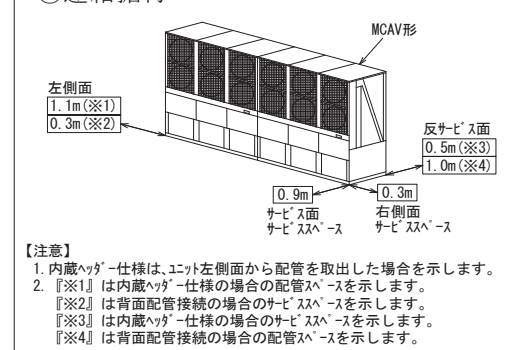 MCAV形
左側面
1.1m(※1)
0.3m(※2)
反ｻｰﾋﾞｽ面
0.5m(※3)
1.0m(※4)
0.9m
0.3m
ｻｰﾋﾞｽ面
ｻｰﾋﾞｽｽﾍﾟｰｽ
右側面
ｻｰﾋﾞｽｽﾍﾟｰｽ
【注意】
1. 内蔵ﾍｯﾀﾞｰ仕様は、ﾕﾆｯﾄ左側面から配管を取出した場合を示します。
2. 『※1』は内蔵ﾍｯﾀﾞｰ仕様の場合の配管ｽﾍﾟｰｽを示します。
『※2』は背面配管接続の場合のｻｰﾋﾞｽｽﾍﾟｰｽを示します。
『※3』は内蔵ﾍｯﾀﾞｰ仕様の場合のｻｰﾋﾞｽｽﾍﾟｰｽを示します。
『※4』は背面配管接続の場合の配管ｽﾍﾟｰｽを示します。